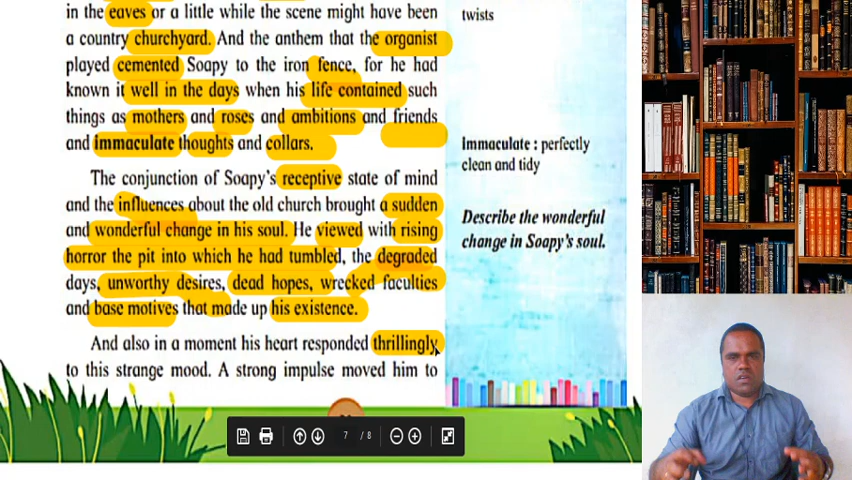 in the eaves or a little while the scene might have been
a country churchyard. And the anthem that the organist
played cemented Soapy to the iron fence, for he had
known it well in the days when his life contained such
things as mothers and roses and ambitions and friends
and immaculate thoughts and collars.
The conjunction of Soapy's receptive state of mind
and the influences about the old church brought a sudden
and wonderful change in his soul. He viewed with rising
horror the pit into which he had tumbled, the degraded
days, unworthy desires, dead hopes, wrecked faculties
and base motives that made up his existence.
And also in a moment his heart responded thrillingly
to this strange mood. A strong impulse moved him to
twists
Immaculate : perfectly
clean and tidy
Describe the wonderful
change in Soapy's soul.
7 / 8